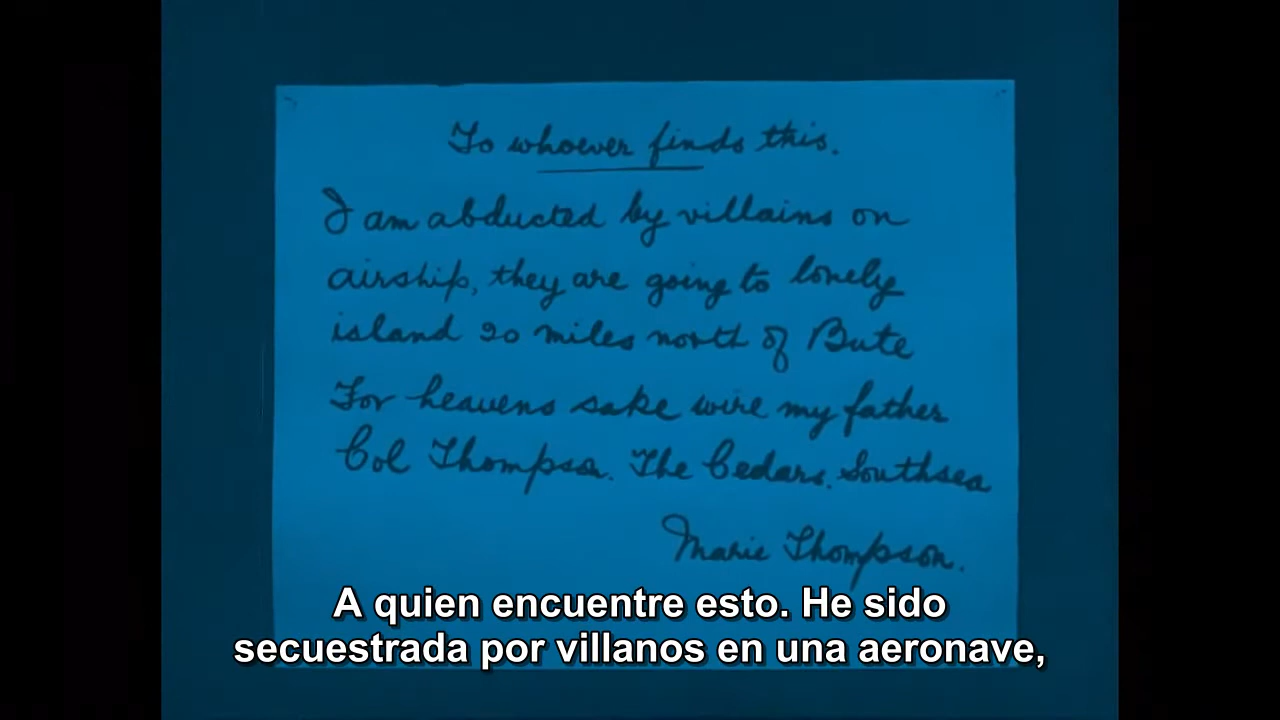 To whoever finds this.
I am abducted by villains on
airship, they are going to lonely
island 20 miles north of Bute
For heavens sake wire my father
Col Thompson. The Cedars. Southsea
Marie Thompson.
A quien encuentre esto. He sido
secuestrada por villanos en una aeronave,